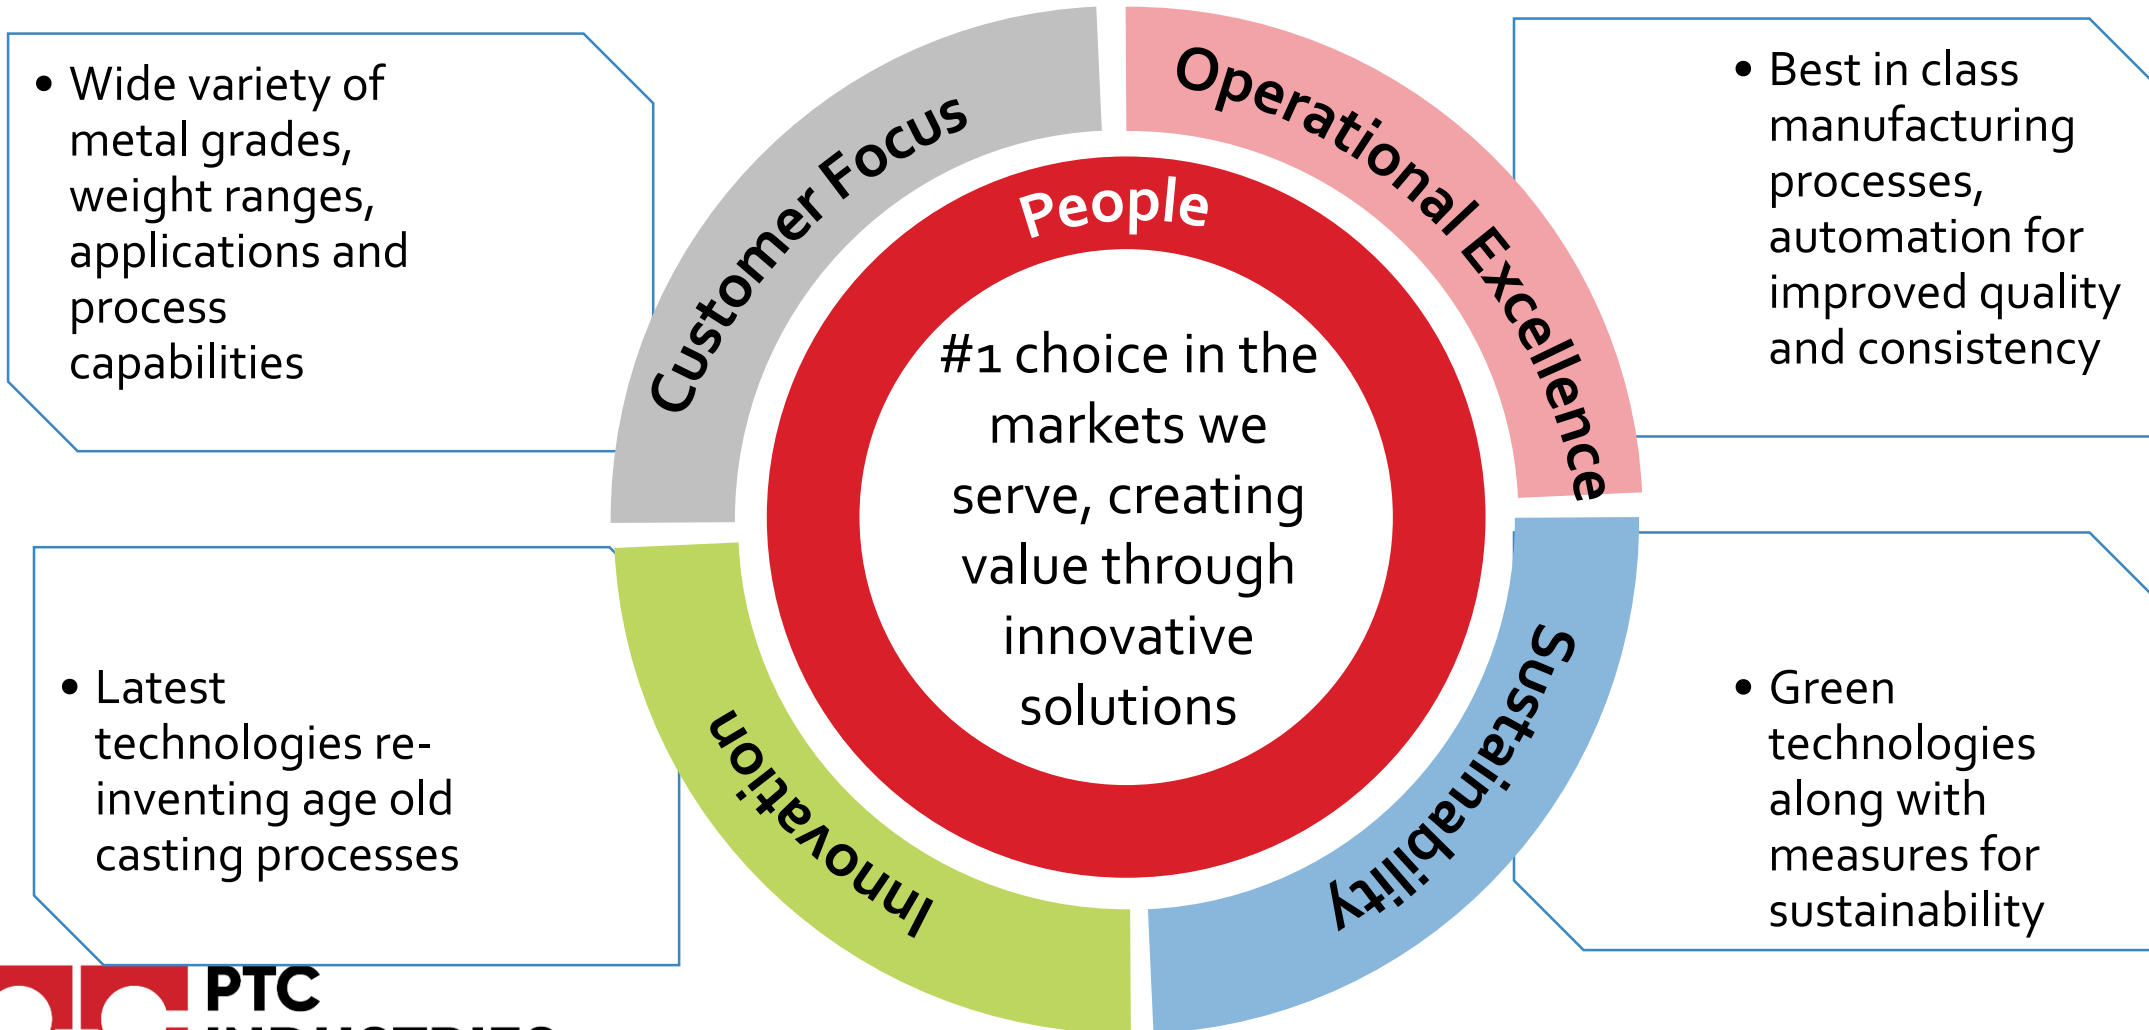 • Wide variety of
metal grades,
weight ranges,
applications and
process
capabilities
Customer Focus
Operational Excellence
• Best in class
manufacturing
processes,
automation for
improved quality
and consistency
People
#1 choice in the
markets we
serve, creating
value through
innovative
solutions
• Latest
technologies re-
inventing age old
casting processes
Innovation
Sustainability
• Green
technologies
along with
measures for
sustainability
PTC
INDUSTRIES